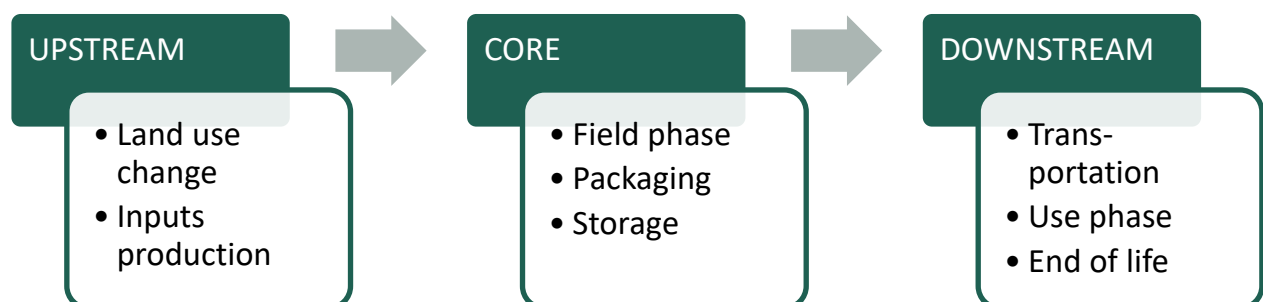 UPSTREAM
• Land use
change
• Inputs
production
CORE
• Field phase
• Packaging
• Storage
DOWNSTREAM
• Trans-
portation
• Use phase
• End of life